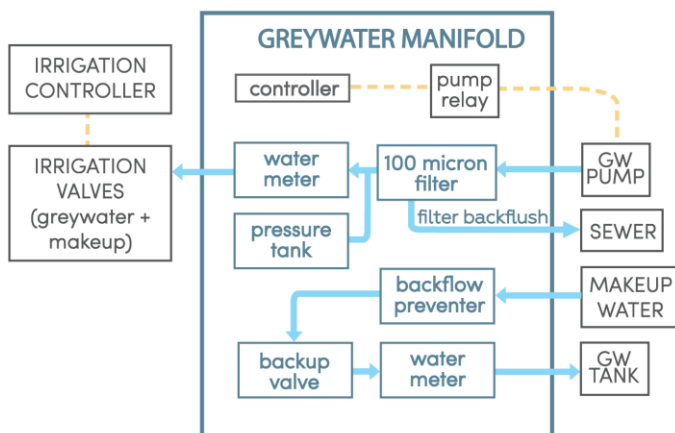 GREYWATER MANIFOLD
IRRIGATION
CONTROLLER
controller
pump
relay
IRRIGATION
VALVES
(greywater +
makeup)
water
meter
100 micron
filter
GW
PUMP
pressure
tank
filter backflush
SEWER
backflow
preventer
MAKEUP
WATER
backup
valve
water
meter
GW
TANK